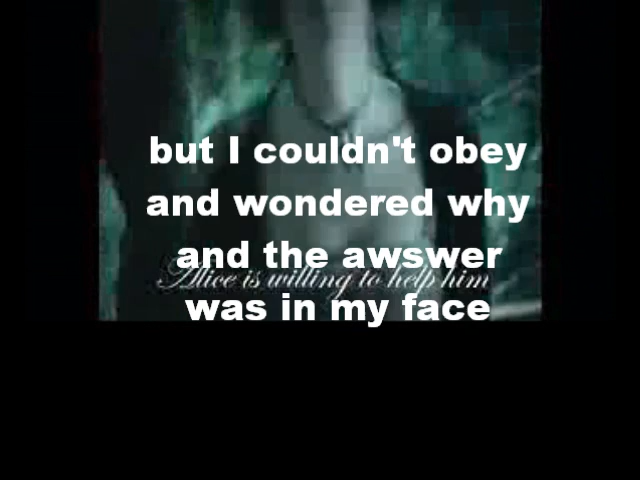 but I couldn't obey
and wondered why
and the awswer
Alice is willing to help him
was in my face